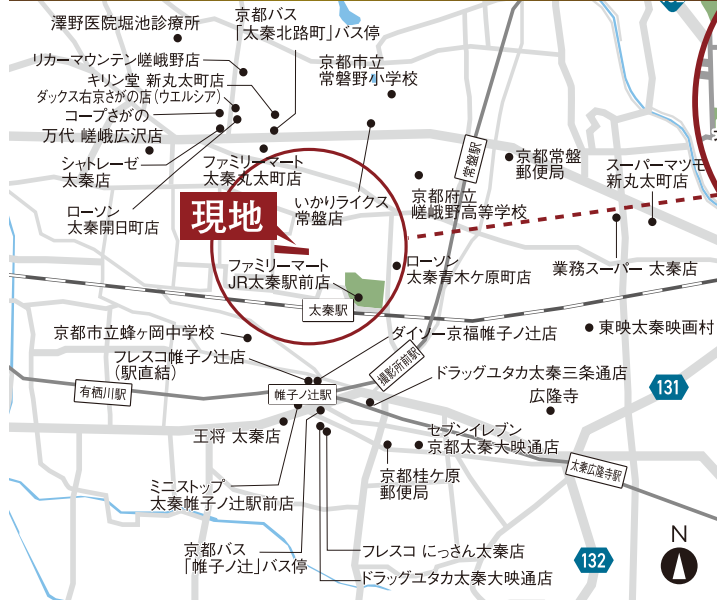 澤野医院堀池診療所
京都バス
「太秦北路町」バス停
リカーマウンテン嵯峨野店
京都市立
常磐野小学校
キリン堂 新丸太町店
ダックス右京さがの店（ウエルシア）
コープさがの
万代 嵯峨広沢店
シャトレーゼ
太秦店
ファミリーマート
太秦丸太町店
ローソン
太秦開日町店
いかりライクス
常盤店
常盤駅
京都常盤
郵便局
スーパーマツモ
新丸太町店
京都府立
嵯峨野高等学校
現地
ファミリーマート
JR太秦駅前店
ローソン
太秦青木ケ原町店
業務スーパー 太秦店
太秦駅
京都市立蜂ヶ岡中学校
ダイソー京福帷子ノ辻店
東映太秦映画村
フレスコ帷子ノ辻店
（駅直結）
撮影所前駅
有栖川駅
帷子ノ辻駅
ドラッグユタカ太秦三条通店
広隆寺
131
王将 太秦店
セブンイレブン
京都太秦大映通店
太秦広隆寺駅
ミニストップ
太秦帷子ノ辻駅前店
京都桂ケ原
郵便局
京都バス
「帷子ノ辻」バス停
フレスコ にっさん太秦店
ドラッグユタカ太秦大映通店
132
N